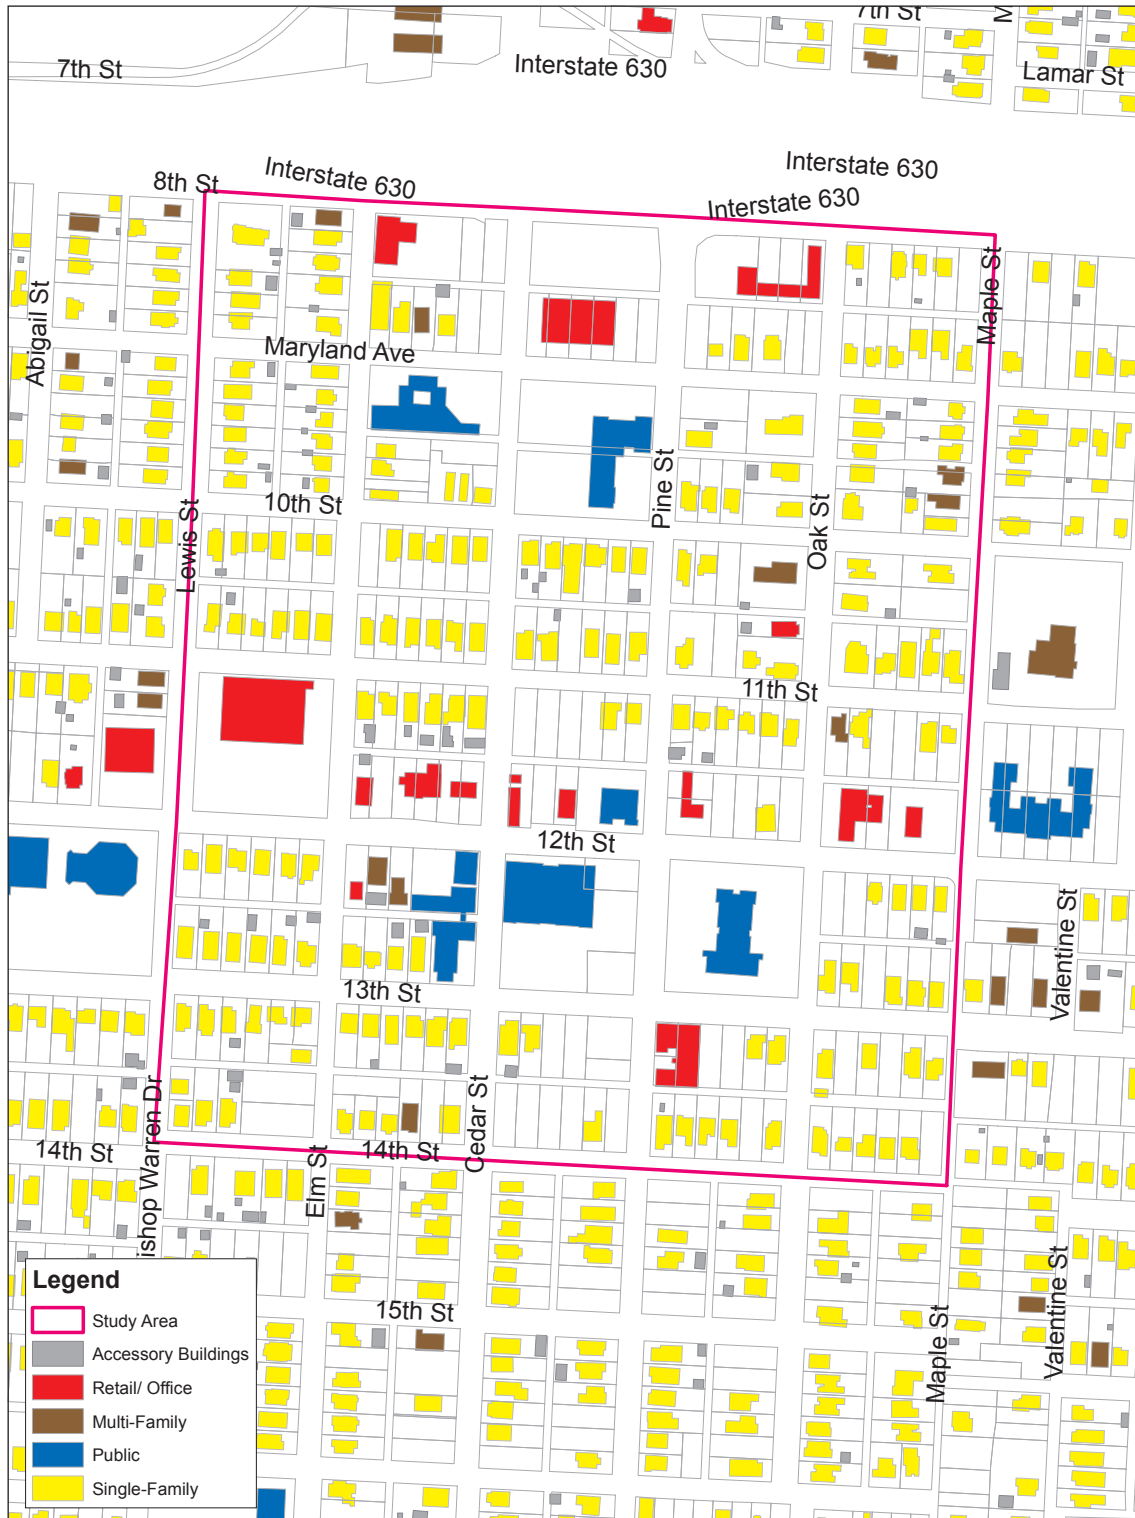 7th St
M
7th St
Interstate 630
Lamar St
Interstate 630
8th St
Interstate 630
Interstate 630
Maple St
Abigail St
Maryland Ave
Pine St
10th St
Oak St
Lewis St
11th St
12th St
Valentine St
13th St
Cedar St
ishop Warren Dr
14th St
14th St
Elm St
Valentine St
15th St
Maple St
Legend
Study Area
Accessory Buildings
Retail/ Office
Multi-Family
Public
Single-Family